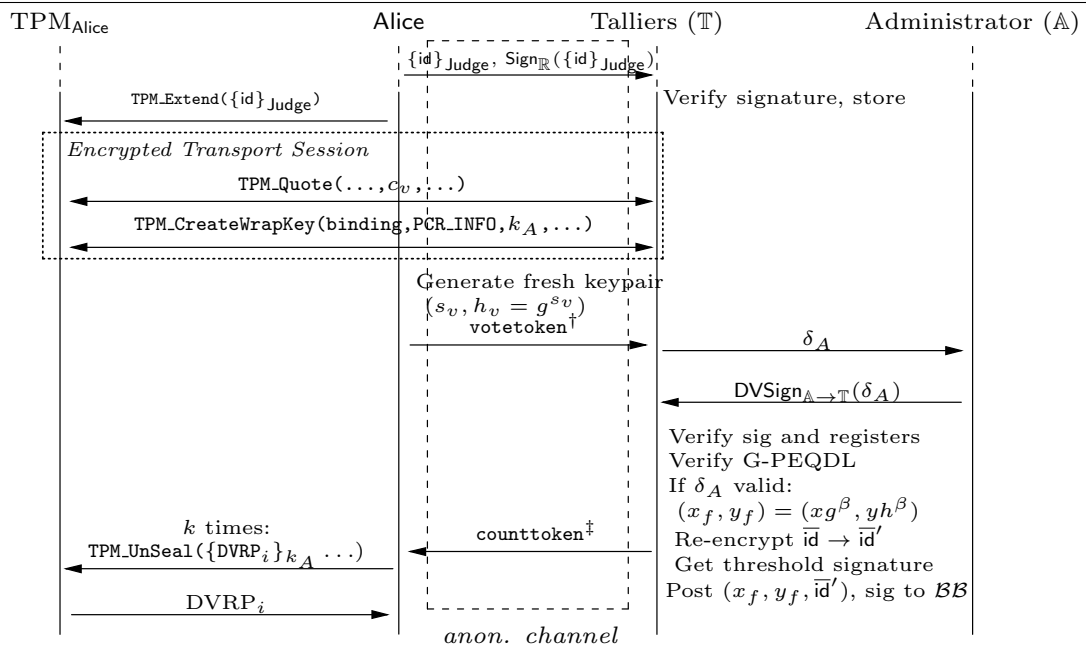 TPM_Alice Alice Talliers (𝕋) Administrator (𝔸)
{id}_Judge, Sign_ℝ({id}_Judge)
TPM_Extend({id}_Judge)
Verify signature, store
Encrypted Transport Session
TPM_Quote(...,c_v,...)
TPM_CreateWrapKey(binding,PCR_INFO,k_A,...)
Generate fresh keypair
(s_v, h_v = g^{s_v})
votetoken†
δ_A
DVSign_{𝔸→𝕋}(δ_A)
Verify sig and registers
Verify G-PEQDL
If δ_A valid:
(x_f, y_f) = (xg^β, yh^β)
Re-encrypt i̅d̅ → i̅d̅′
Get threshold signature
Post (x_f, y_f, i̅d̅′), sig to ℬℬ
counttoken‡
k times:
TPM_UnSeal({DVRP_i}_{k_A} ...)
DVRP_i
anon. channel